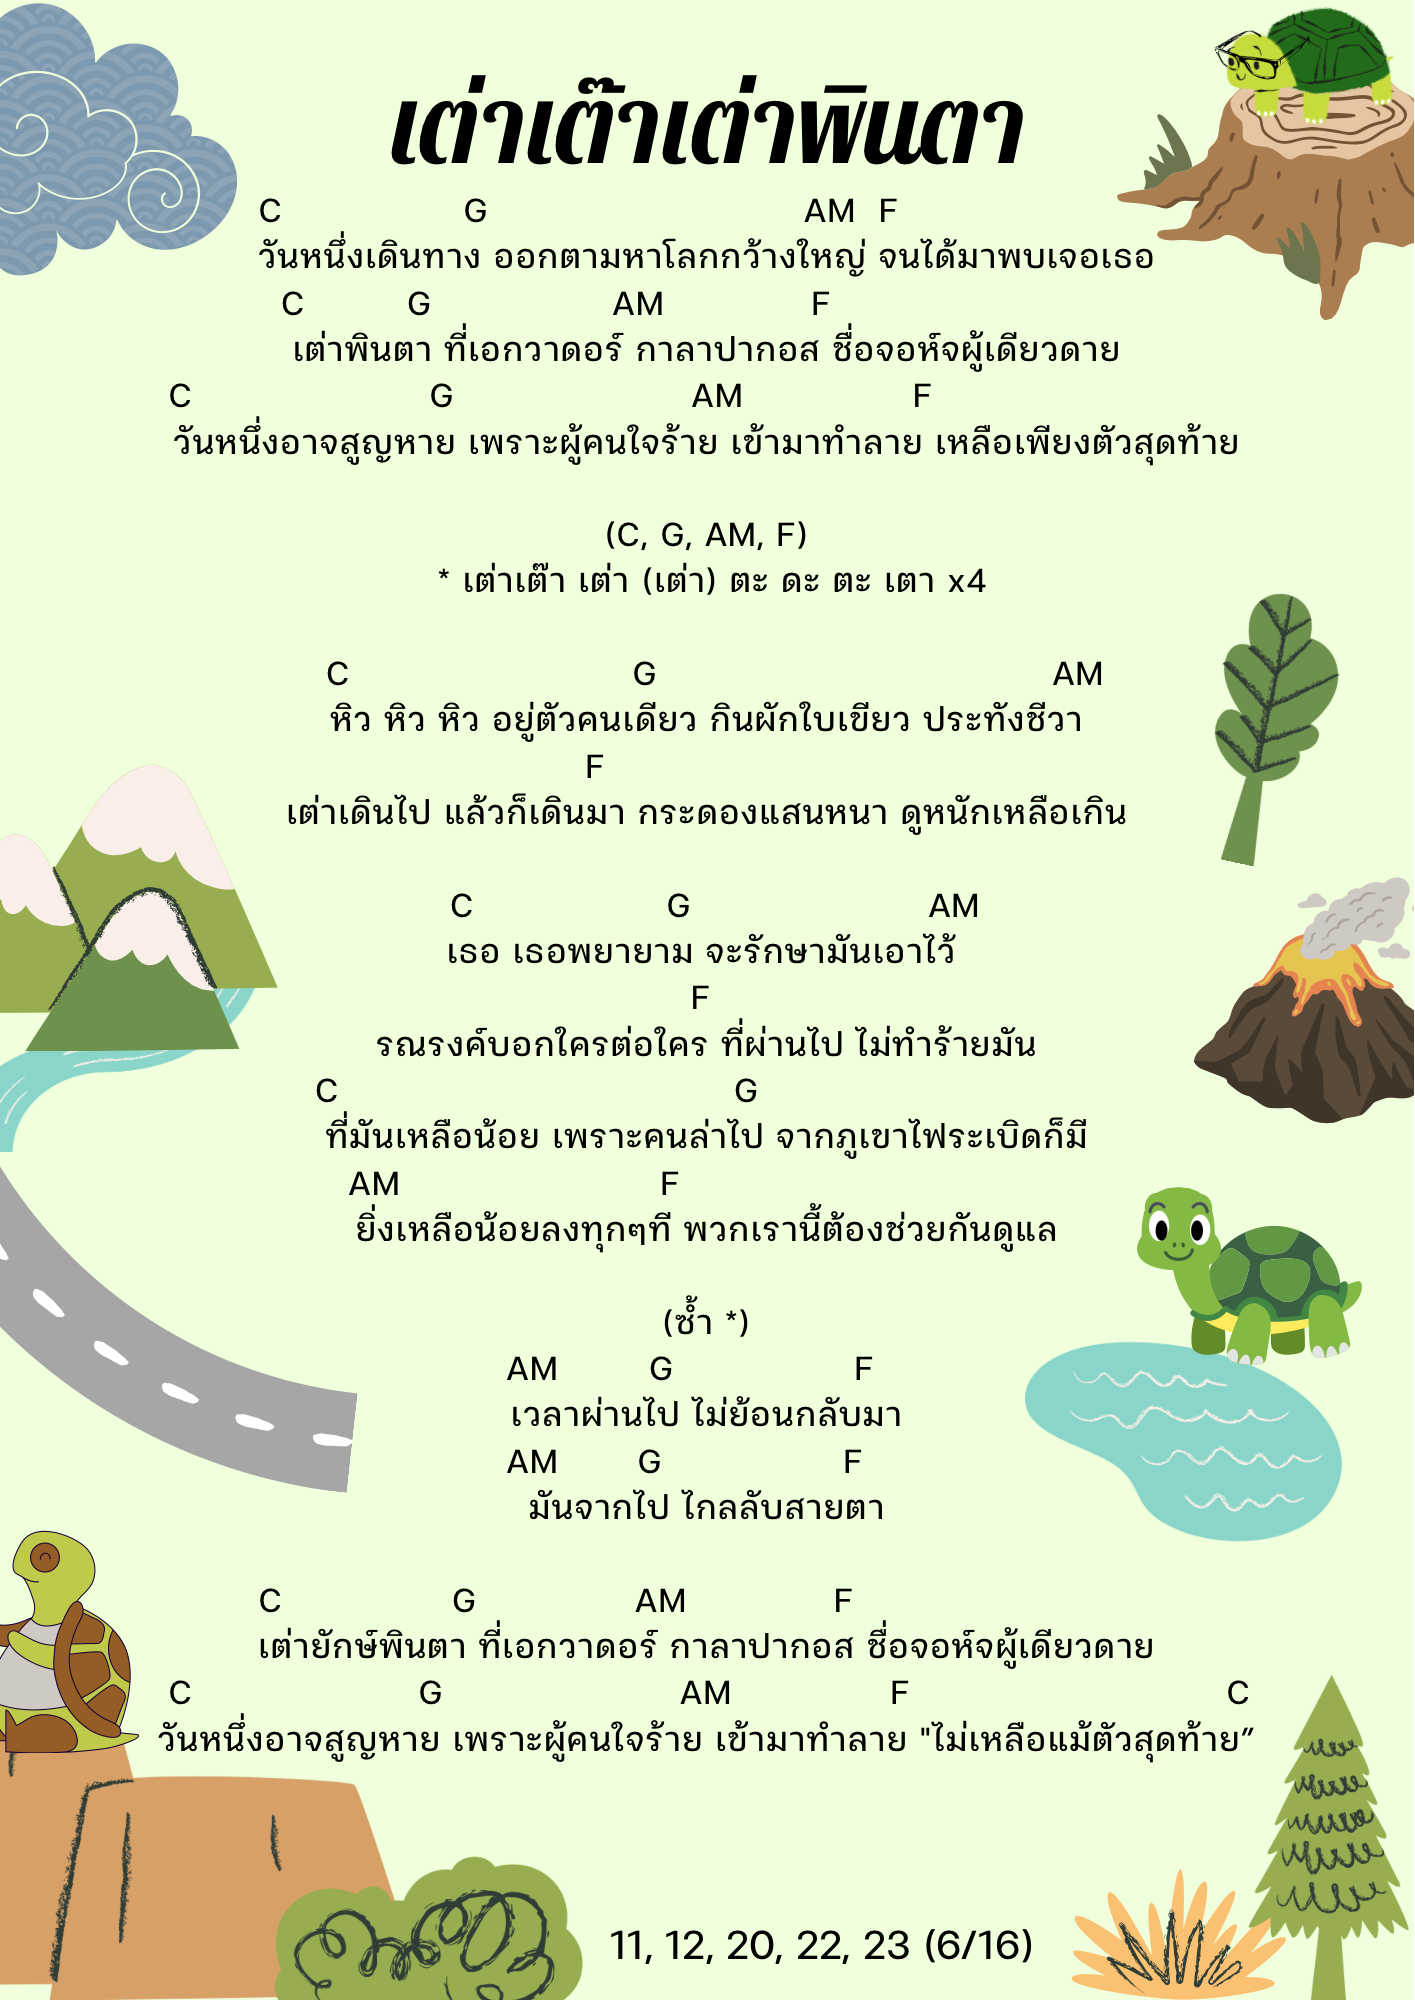 เต่าเต๊าเต่าพินตา
C G AM F
วันหนึ่งเดินทาง ออกตามหาโลกกว้างใหญ่ จนได้มาพบเจอเธอ
C G AM F
เต่าพินตา ที่เอกวาดอร์ กาลาปากอส ชื่อจอห์จผู้เดียวดาย
C G AM F
วันหนึ่งอาจสูญหาย เพราะผู้คนใจร้าย เข้ามาทำลาย เหลือเพียงตัวสุดท้าย
(C, G, AM, F)
* เต่าเต๊า เต่า (เต่า) ตะ ดะ ตะ เตา x4
C G AM
หิว หิว หิว อยู่ตัวคนเดียว กินผักใบเขียว ประทังชีวา
F
เต่าเดินไป แล้วก็เดินมา กระดองแสนหนา ดูหนักเหลือเกิน
C G AM
เธอ เธอพยายาม จะรักษามันเอาไว้
F
รณรงค์บอกใครต่อใคร ที่ผ่านไป ไม่ทำร้ายมัน
C G
ที่มันเหลือน้อย เพราะคนล่าไป จากภูเขาไฟระเบิดก็มี
AM F
ยิ่งเหลือน้อยลงทุกๆที พวกเรานี้ต้องช่วยกันดูแล
(ซ้ำ *)
AM G F
เวลาผ่านไป ไม่ย้อนกลับมา
AM G F
มันจากไป ไกลลับสายตา
C G AM F
เต่ายักษ์พินตา ที่เอกวาดอร์ กาลาปากอส ชื่อจอห์จผู้เดียวดาย
C G AM F C
วันหนึ่งอาจสูญหาย เพราะผู้คนใจร้าย เข้ามาทำลาย "ไม่เหลือแม้ตัวสุดท้าย”
11, 12, 20, 22, 23 (6/16)